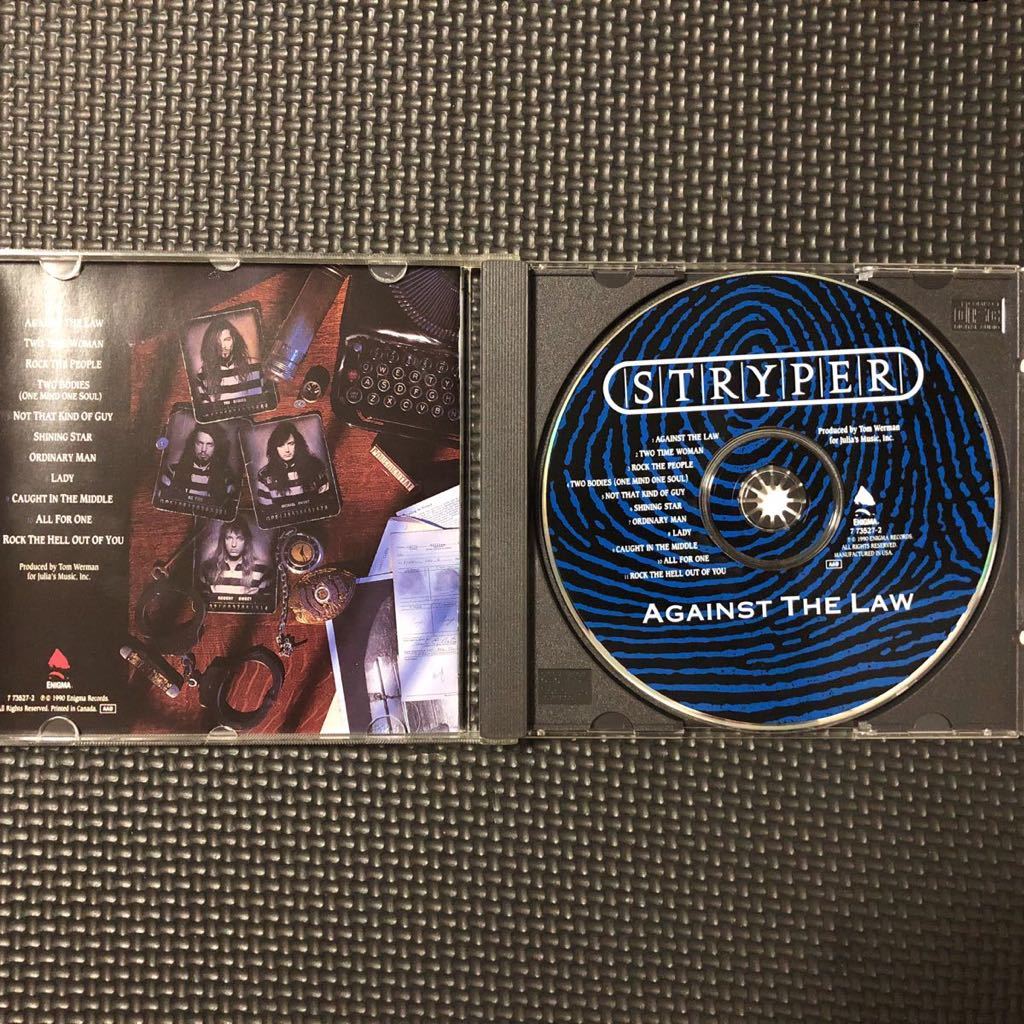 AGAINST THE LAW
TWO TIME WOMAN
ROCK THE PEOPLE
TWO BODIES
(ONE MIND ONE SOUL)
NOT THAT KIND OF GUY
SHINING STAR
ORDINARY MAN
LADY
CAUGHT IN THE MIDDLE
10 ALL FOR ONE
ROCK THE HELL OUT OF YOU
Produced by Tom Werman
for Julia's Music, Inc.
ENIGMA
7 73527-2 ℗© 1990 Enigma Records.
All Rights Reserved. Printed in Canada. AAD
Q W E R T Y
A S D F G H
Z X C V B N
COMPACT
disc
DIGITAL AUDIO
STRYPER
1 AGAINST THE LAW
2 TWO TIME WOMAN
3 ROCK THE PEOPLE
4 TWO BODIES (ONE MIND ONE SOUL)
5 NOT THAT KIND OF GUY
6 SHINING STAR
7 ORDINARY MAN
8 LADY
9 CAUGHT IN THE MIDDLE
10 ALL FOR ONE
11 ROCK THE HELL OUT OF YOU
Produced by Tom Werman
for Julia's Music, Inc.
ENIGMA
7 73527-2
℗ © 1990 ENIGMA RECORDS.
ALL RIGHTS RESERVED.
MANUFACTURED IN USA.
AAD
AGAINST THE LAW